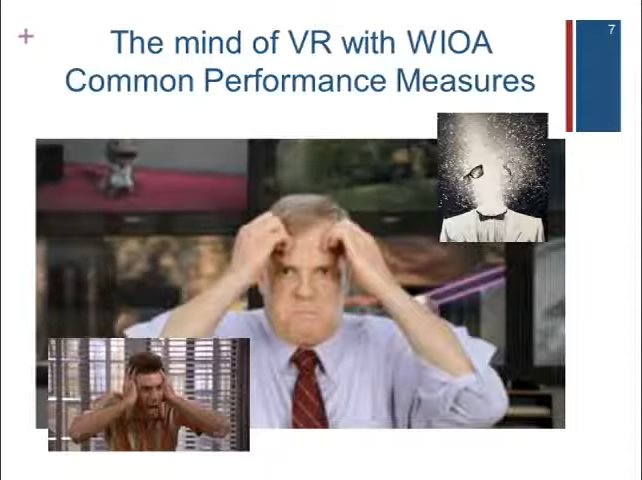 +
The mind of VR with WIOA
Common Performance Measures
7